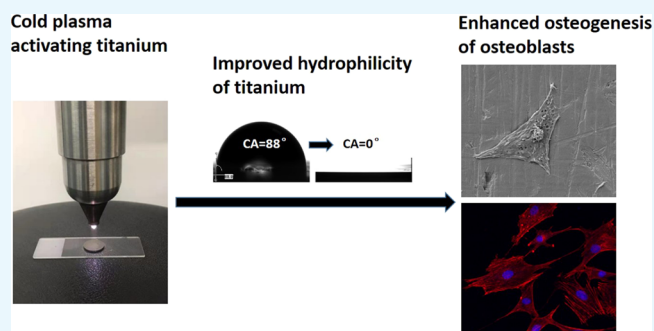 Cold plasma
activating titanium
Improved hydrophilicity
of titanium
CA=88°
CA=0°
Enhanced osteogenesis
of osteoblasts